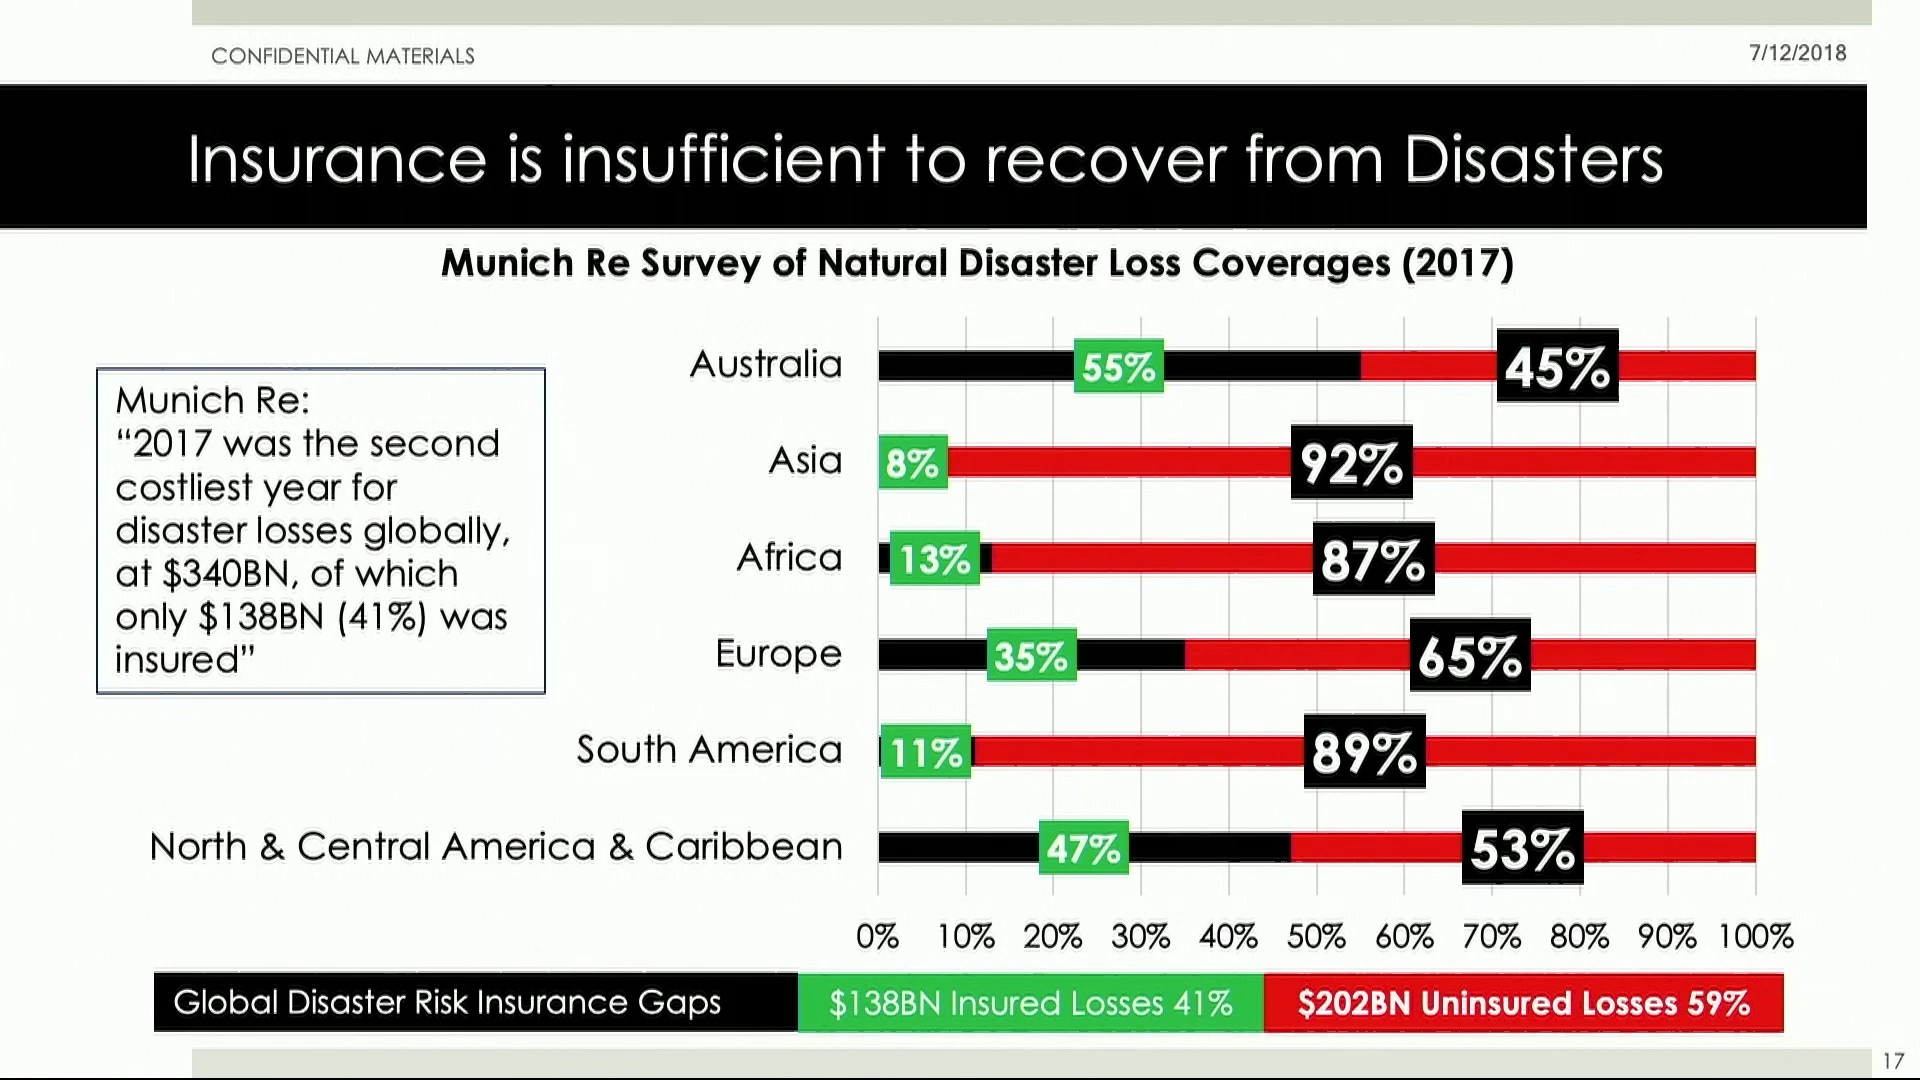 CONFIDENTIAL MATERIALS
7/12/2018
Insurance is insufficient to recover from Disasters
Munich Re Survey of Natural Disaster Loss Coverages (2017)
Munich Re:
“2017 was the second
costliest year for
disaster losses globally,
at $340BN, of which
only $138BN (41%) was
insured”
Australia 55% 45%
Asia 8% 92%
Africa 13% 87%
Europe 35% 65%
South America 11% 89%
North & Central America & Caribbean 47% 53%
0% 10% 20% 30% 40% 50% 60% 70% 80% 90% 100%
Global Disaster Risk Insurance Gaps $138BN Insured Losses 41% $202BN Uninsured Losses 59%
17